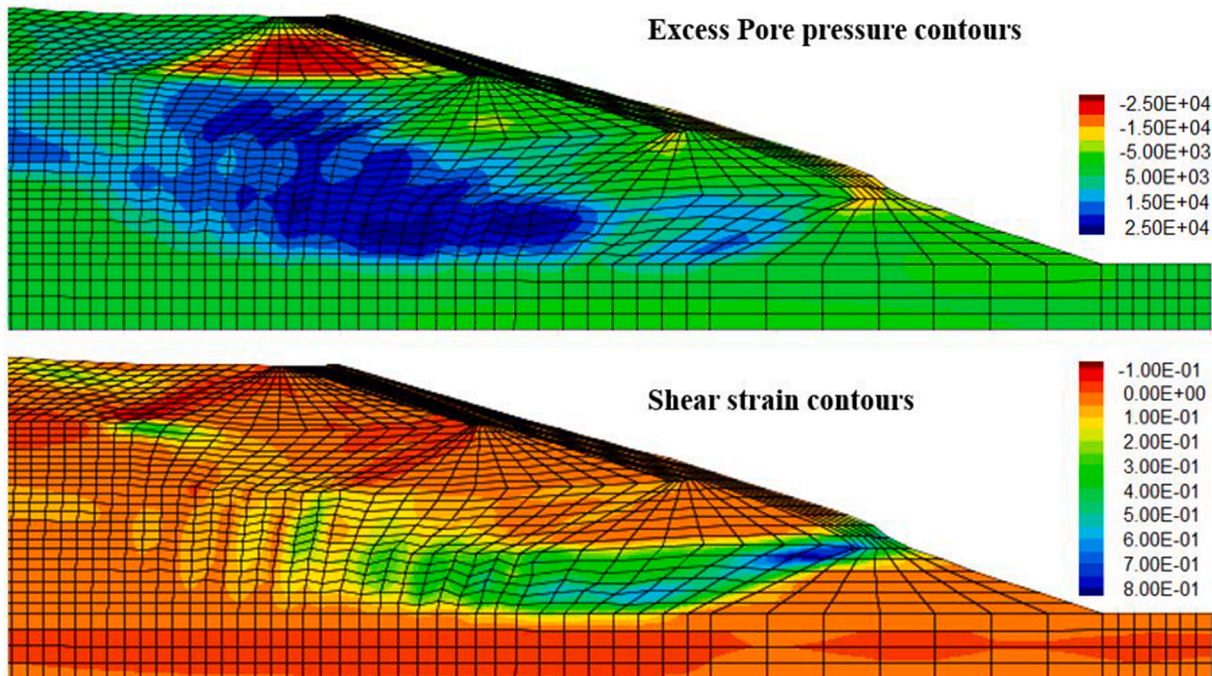 Excess Pore pressure contours
-2.50E+04
-1.50E+04
-5.00E+03
5.00E+03
1.50E+04
2.50E+04
Shear strain contours
-1.00E-01
0.00E+00
1.00E-01
2.00E-01
3.00E-01
4.00E-01
5.00E-01
6.00E-01
7.00E-01
8.00E-01